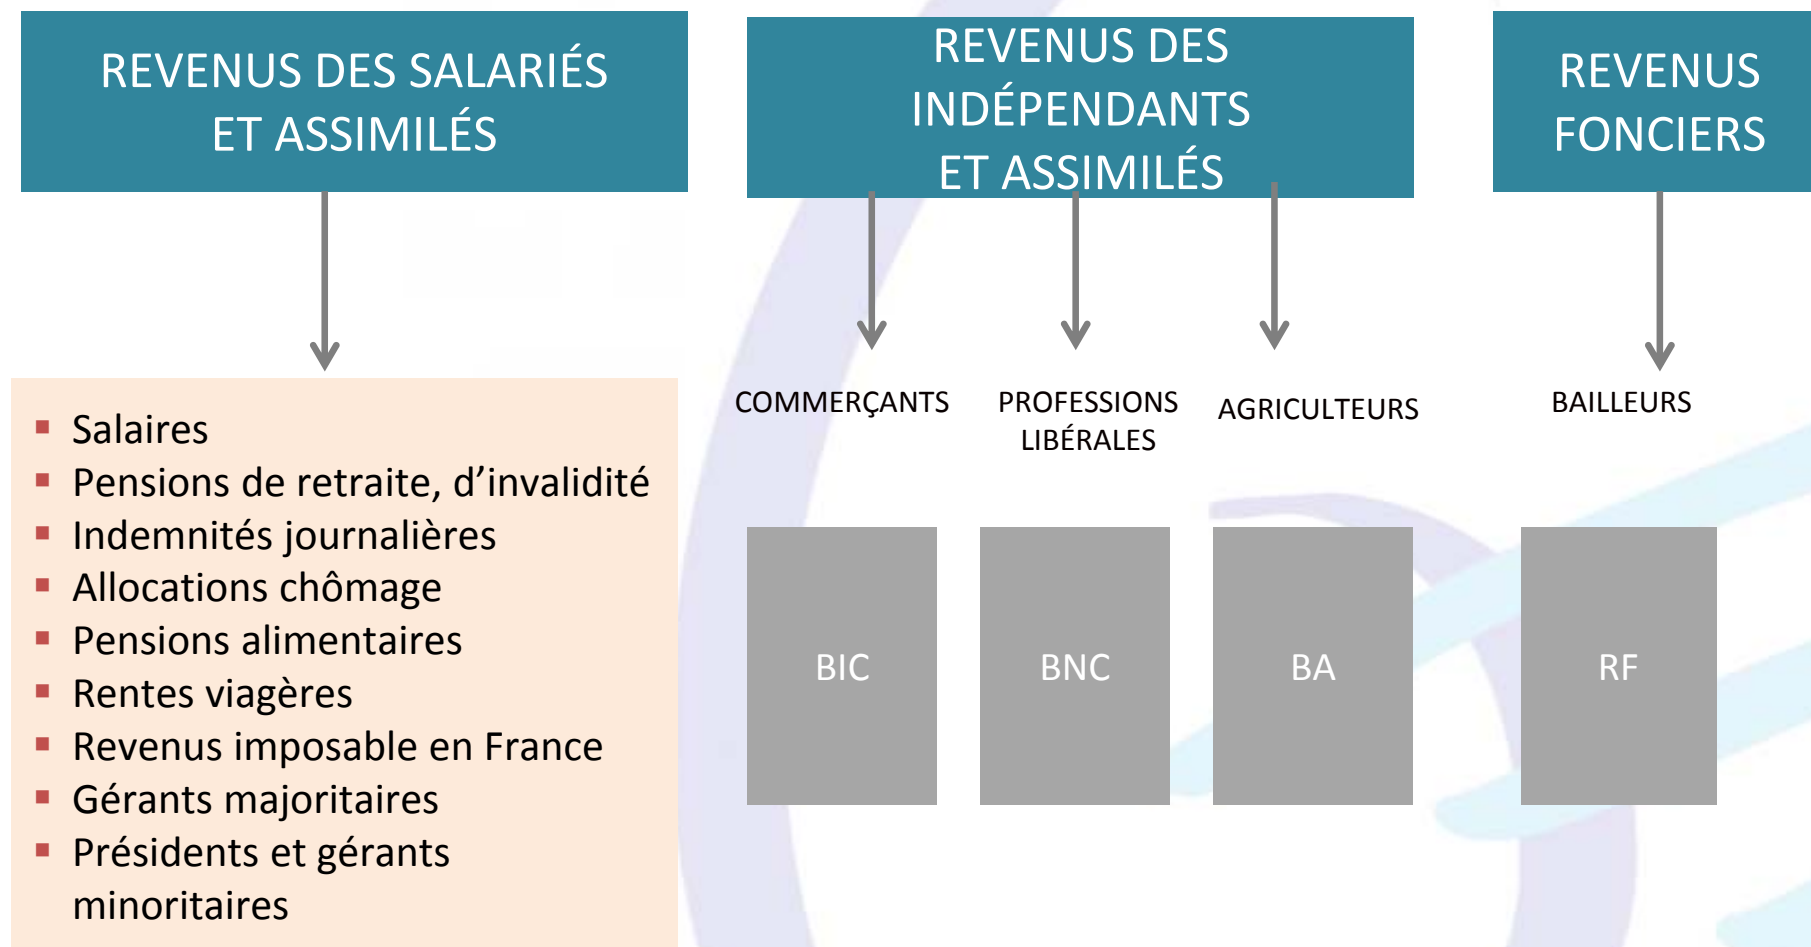 REVENUS DES SALARIÉS
ET ASSIMILÉS
Salaires
Pensions de retraite, d’invalidité
Indemnités journalières
Allocations chômage
Pensions alimentaires
Rentes viagères
Revenus imposable en France
Gérants majoritaires
Présidents et gérants
minoritaires
REVENUS DES
INDÉPENDANTS
ET ASSIMILÉS
COMMERÇANTS
BIC
PROFESSIONS
LIBÉRALES
BNC
AGRICULTEURS
BA
REVENUS
FONCIERS
BAILLEURS
RF